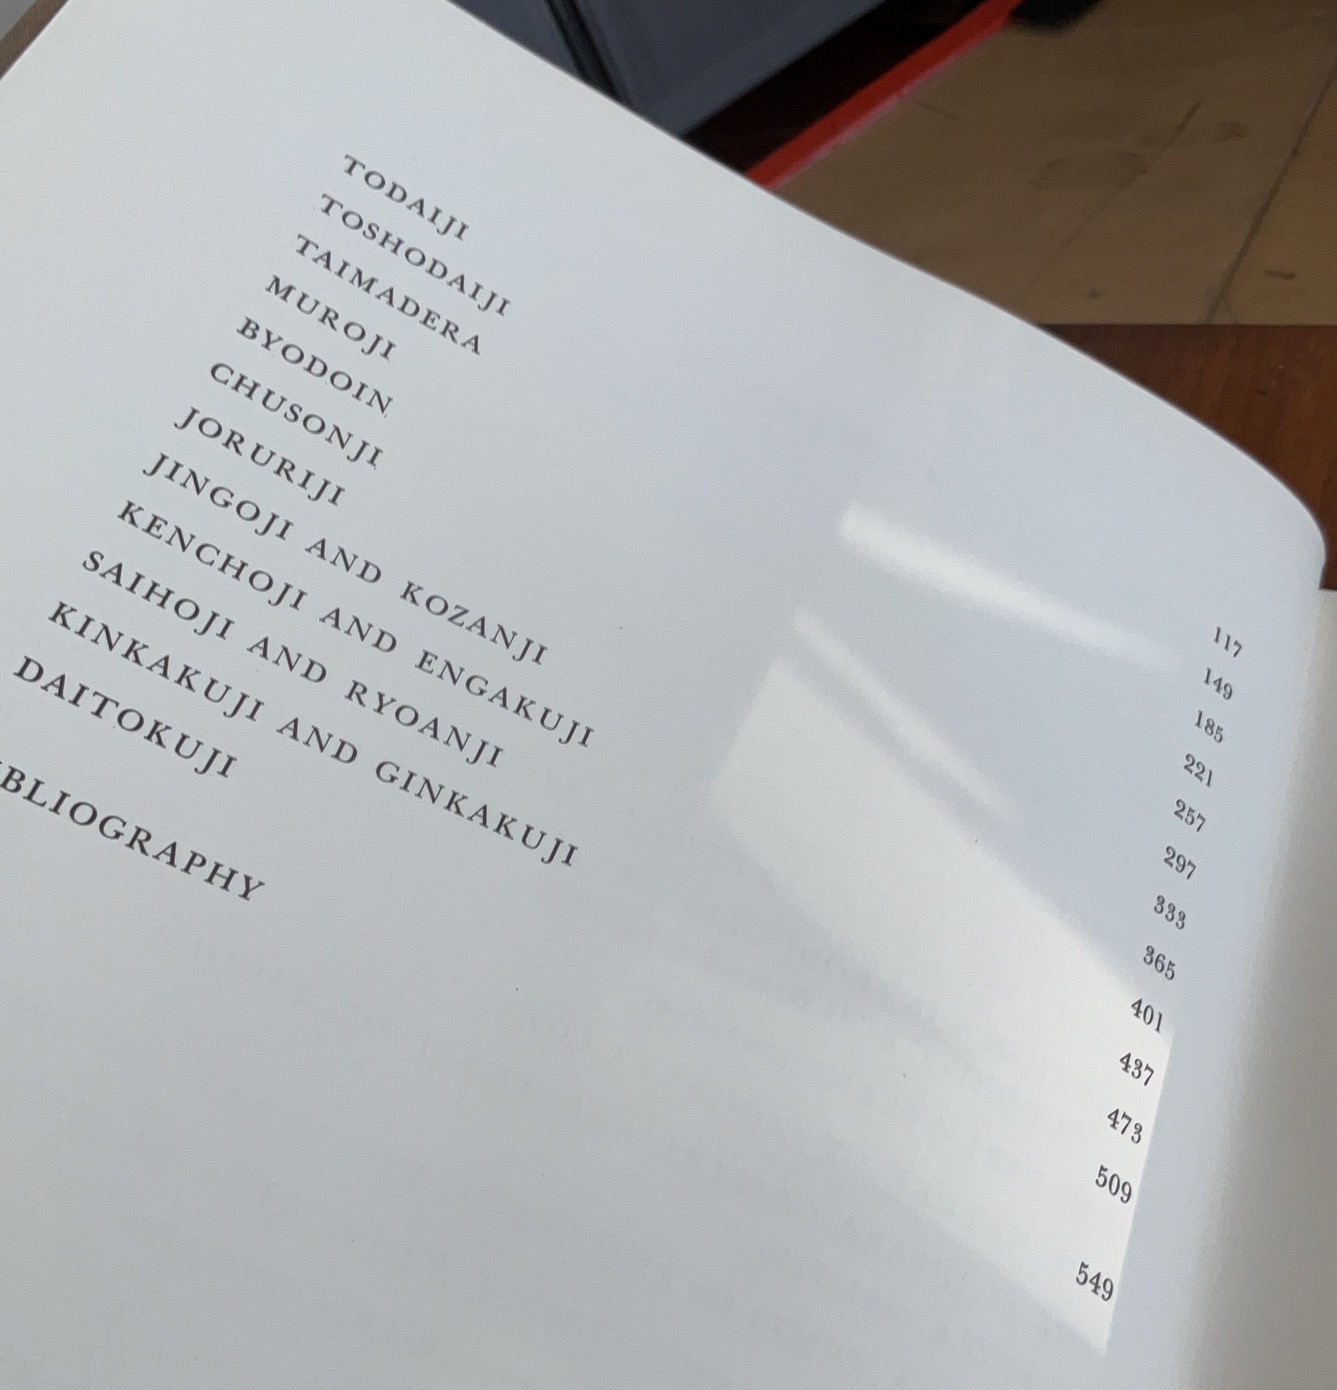 TODAIJI 117
TOSHODAIJI 149
TAIMADERA 185
MUROJI 221
BYODOIN 257
CHUSONJI 297
JORURIJI 333
JINGOJI AND KOZANJI 365
KENCHOJI AND ENGAKUJI 401
SAIHOJI AND RYOANJI 437
KINKAKUJI AND GINKAKUJI 473
DAITOKUJI 509
BLIOGRAPHY 549